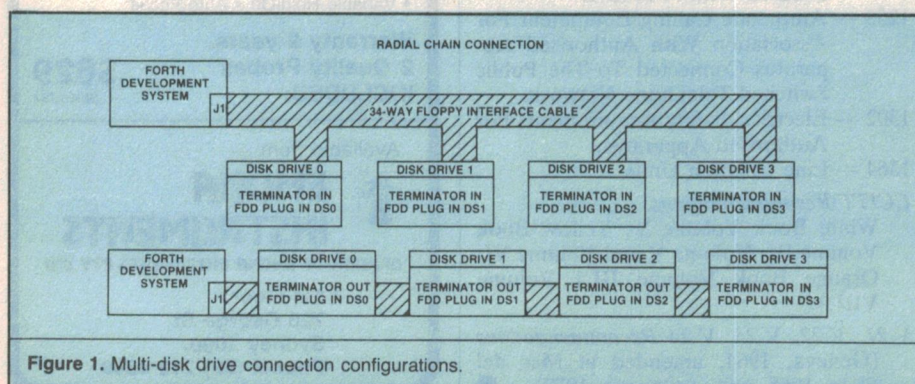 RADIAL CHAIN CONNECTION
FORTH
DEVELOPMENT
SYSTEM
J1
34-WAY FLOPPY INTERFACE CABLE
DISK DRIVE 0
TERMINATOR IN
FDD PLUG IN DS0
DISK DRIVE 1
TERMINATOR IN
FDD PLUG IN DS1
DISK DRIVE 2
TERMINATOR IN
FDD PLUG IN DS2
DISK DRIVE 3
TERMINATOR IN
FDD PLUG IN DS3
FORTH
DEVELOPMENT
SYSTEM
J1
DISK DRIVE 0
TERMINATOR OUT
FDD PLUG IN DS0
DISK DRIVE 1
TERMINATOR OUT
FDD PLUG IN DS1
DISK DRIVE 2
TERMINATOR OUT
FDD PLUG IN DS2
DISK DRIVE 3
TERMINATOR IN
FDD PLUG IN DS3
Figure 1. Multi-disk drive connection configurations.